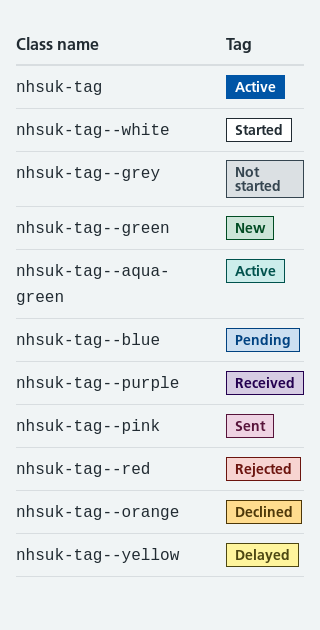 Class name Tag
nhsuk-tag Active
nhsuk-tag--white Started
nhsuk-tag--grey Not
started
nhsuk-tag--green New
nhsuk-tag--aqua- Active
green
nhsuk-tag--blue Pending
nhsuk-tag--purple Received
nhsuk-tag--pink Sent
nhsuk-tag--red Rejected
nhsuk-tag--orange Declined
nhsuk-tag--yellow Delayed